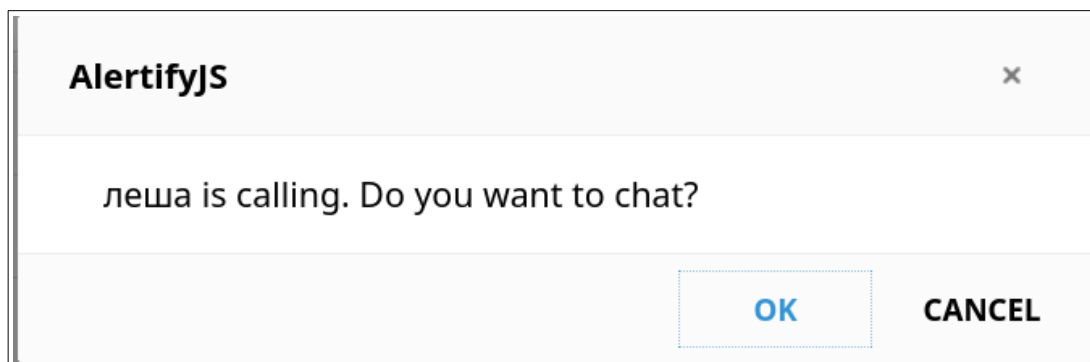 AlertifyJS ×
леша is calling. Do you want to chat?
OK CANCEL